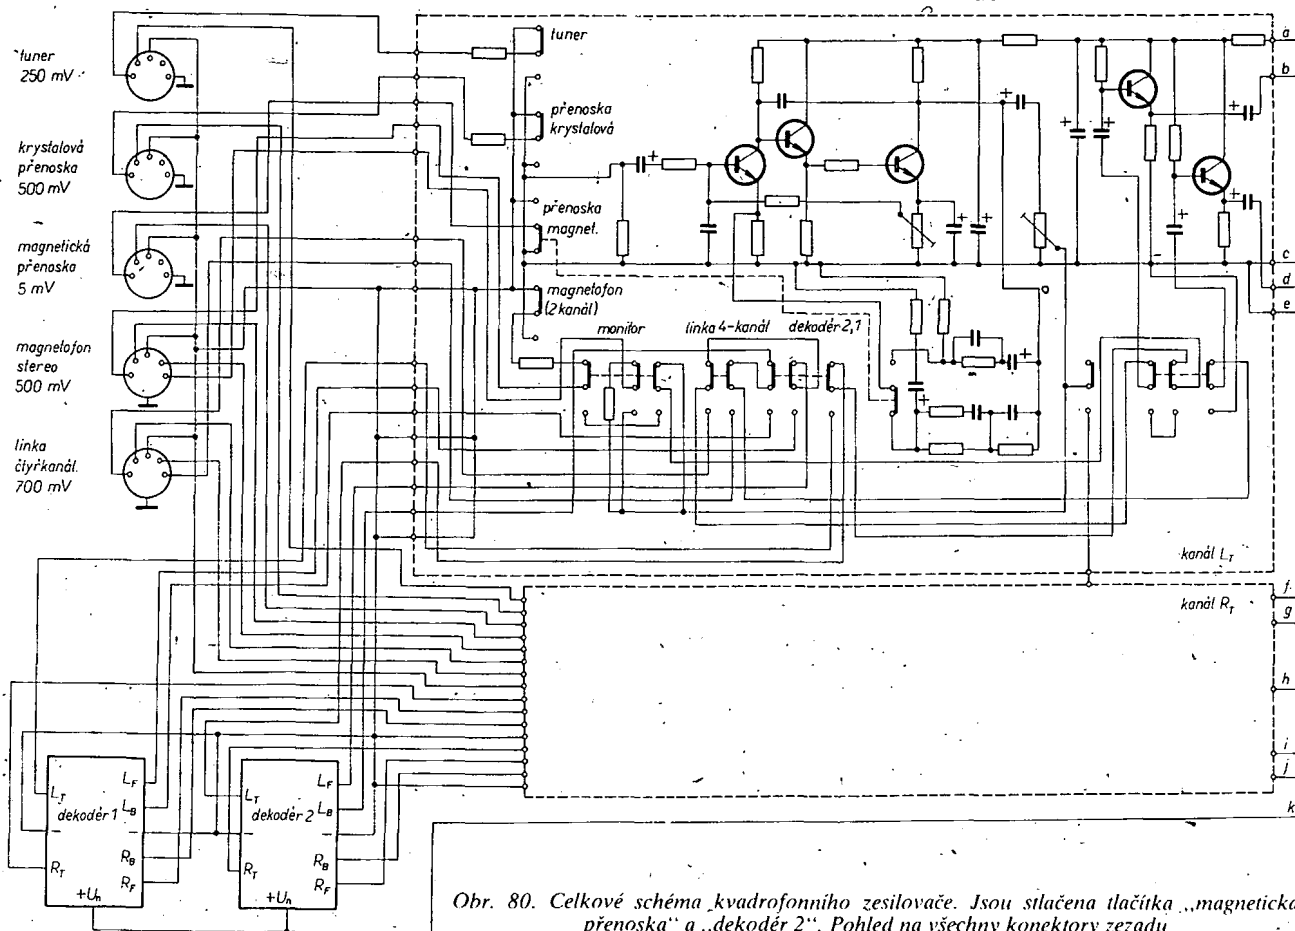 tuner
250 mV
krystalová
přenoska
500 mV
magnetická
přenoska
5 mV
magnetofon
stereo
500 mV
linka
čtyřkanál.
700 mV
tuner
přenoska
krystalová
přenoska
magnet.
magnetofon
(2 kanál)
monitor
linka 4-kanál
dekodér 2,1
kanál L_T
kanál R_T
a
b
c
d
e
f
g
h
i
j
k
L_T
dekodér 1
R_T
L_F
L_B
R_B
R_F
+U_n
L_T
dekodér 2
R_T
L_F
L_B
R_B
R_F
+U_n
Obr. 80. Celkové schéma kvadrofonního zesilovače. Jsou stlačena tlačítka „magnetická
přenoska“ a „dekodér 2“. Pohled na všechny konektory zezadu